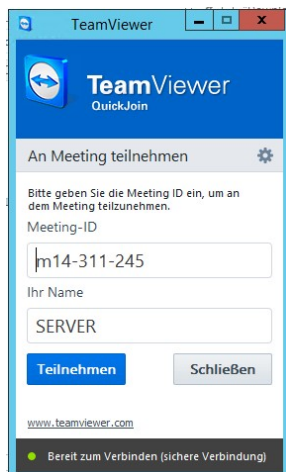 TeamViewer
TeamViewer
QuickJoin
An Meeting teilnehmen
Bitte geben Sie die Meeting ID ein, um an
dem Meeting teilzunehmen.
Meeting-ID
m14-311-245
Ihr Name
SERVER
Teilnehmen
Schließen
www.teamviewer.com
Bereit zum Verbinden (sichere Verbindung)